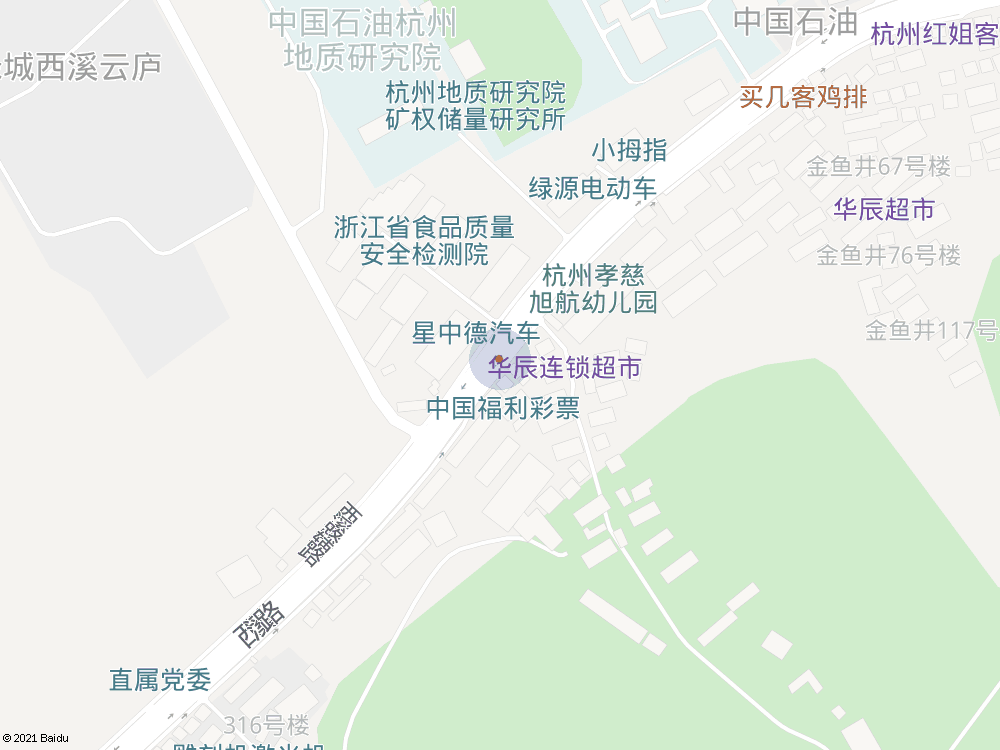 中国石油杭州
地质研究院
中国石油
杭州红姐客
城西溪云庐
杭州地质研究院
矿权储量研究所
买几客鸡排
小拇指
金鱼井67号楼
绿源电动车
华辰超市
浙江省食品质量
安全检测院
金鱼井76号楼
杭州孝慈
旭航幼儿园
星中德汽车
金鱼井117号
华辰连锁超市
中国福利彩票
西溪路
直属党委
316号楼
雕刻机激光机
© 2021 Baidu